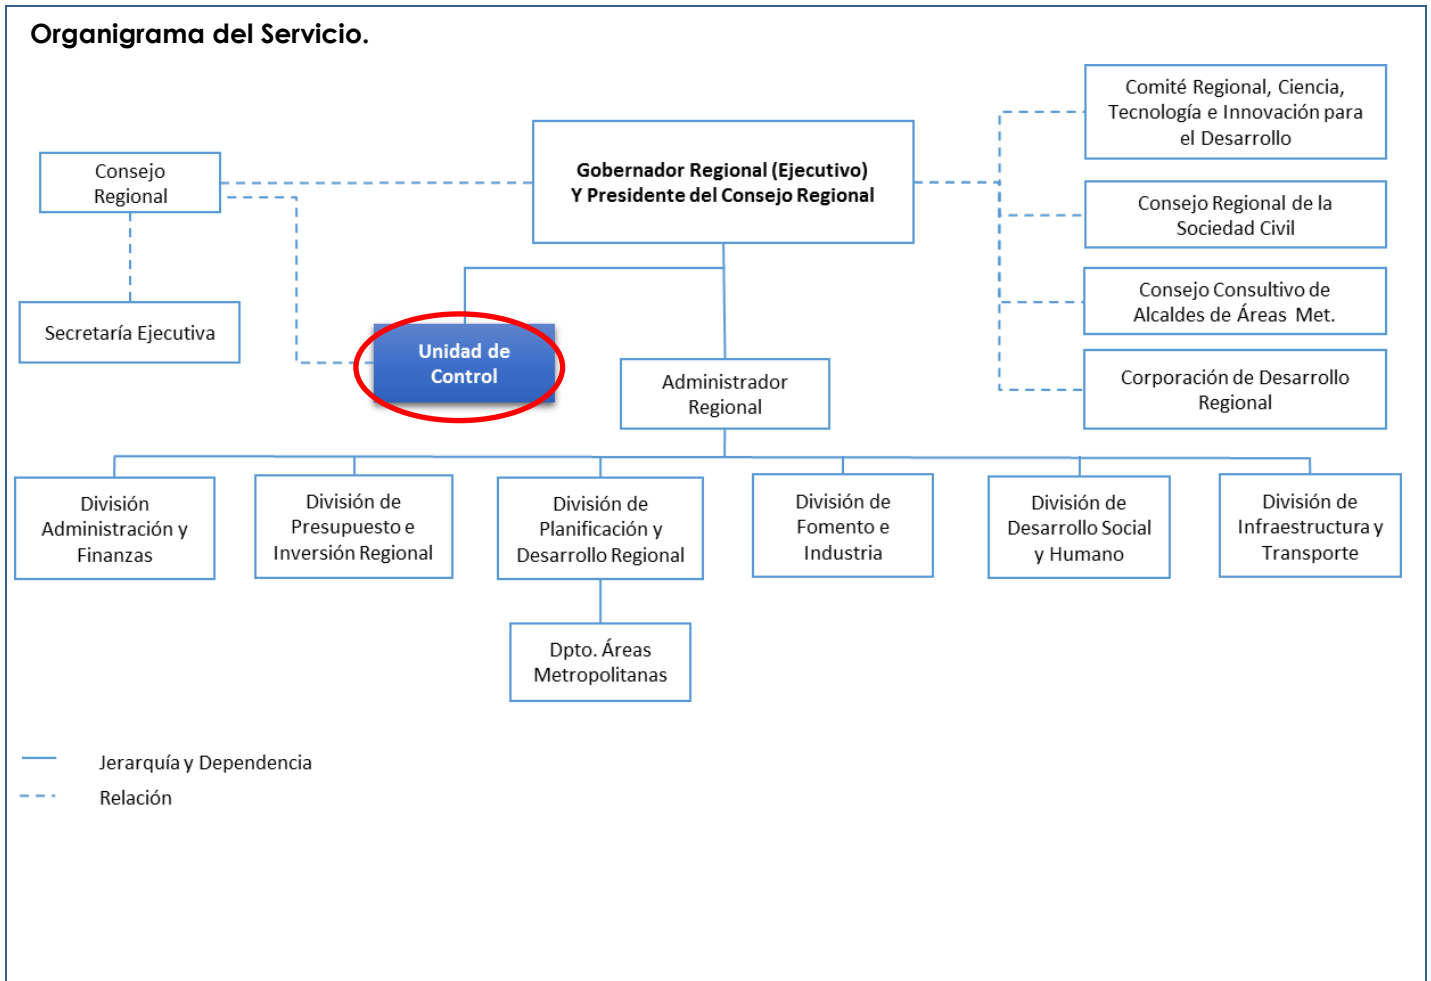 Organigrama del Servicio.
Comité Regional, Ciencia,
Tecnología e Innovación para
el Desarrollo
Gobernador Regional (Ejecutivo)
Y Presidente del Consejo Regional
Consejo
Regional
Consejo Regional de la
Sociedad Civil
Consejo Consultivo de
Alcaldes de Áreas Met.
Secretaría Ejecutiva
Unidad de
Control
Administrador
Regional
Corporación de Desarrollo
Regional
División
Administración y
Finanzas
División de
Presupuesto e
Inversión Regional
División de
Planificación y
Desarrollo Regional
División de
Fomento e
Industria
División de
Desarrollo Social
y Humano
División de
Infraestructura y
Transporte
Dpto. Áreas
Metropolitanas
Jerarquía y Dependencia
Relación